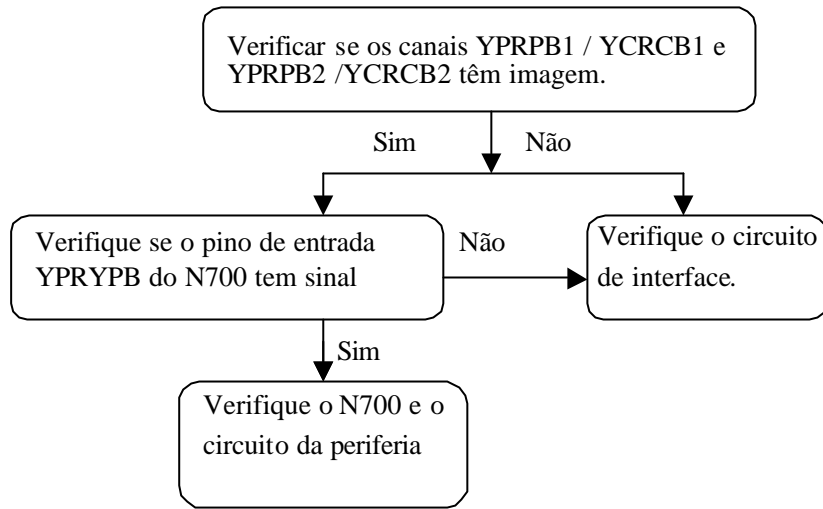 Verificar se os canais YPRPB1 / YCRCB1 e
YPRPB2 /YCRCB2 têm imagem.
Sim
Não
Verifique se o pino de entrada
YPRYPB do N700 tem sinal
Não
Verifique o circuito
de interface.
Sim
Verifique o N700 e o
circuito da periferia